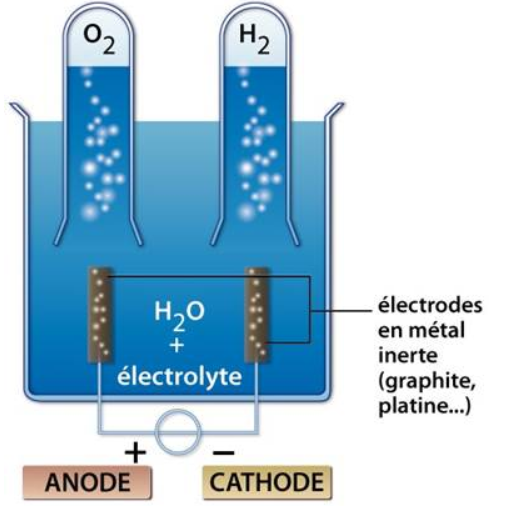 O₂
H₂
H₂O
+
électrolyte
électrodes
en métal
inerte
(graphite,
platine...)
+ −
ANODE
CATHODE